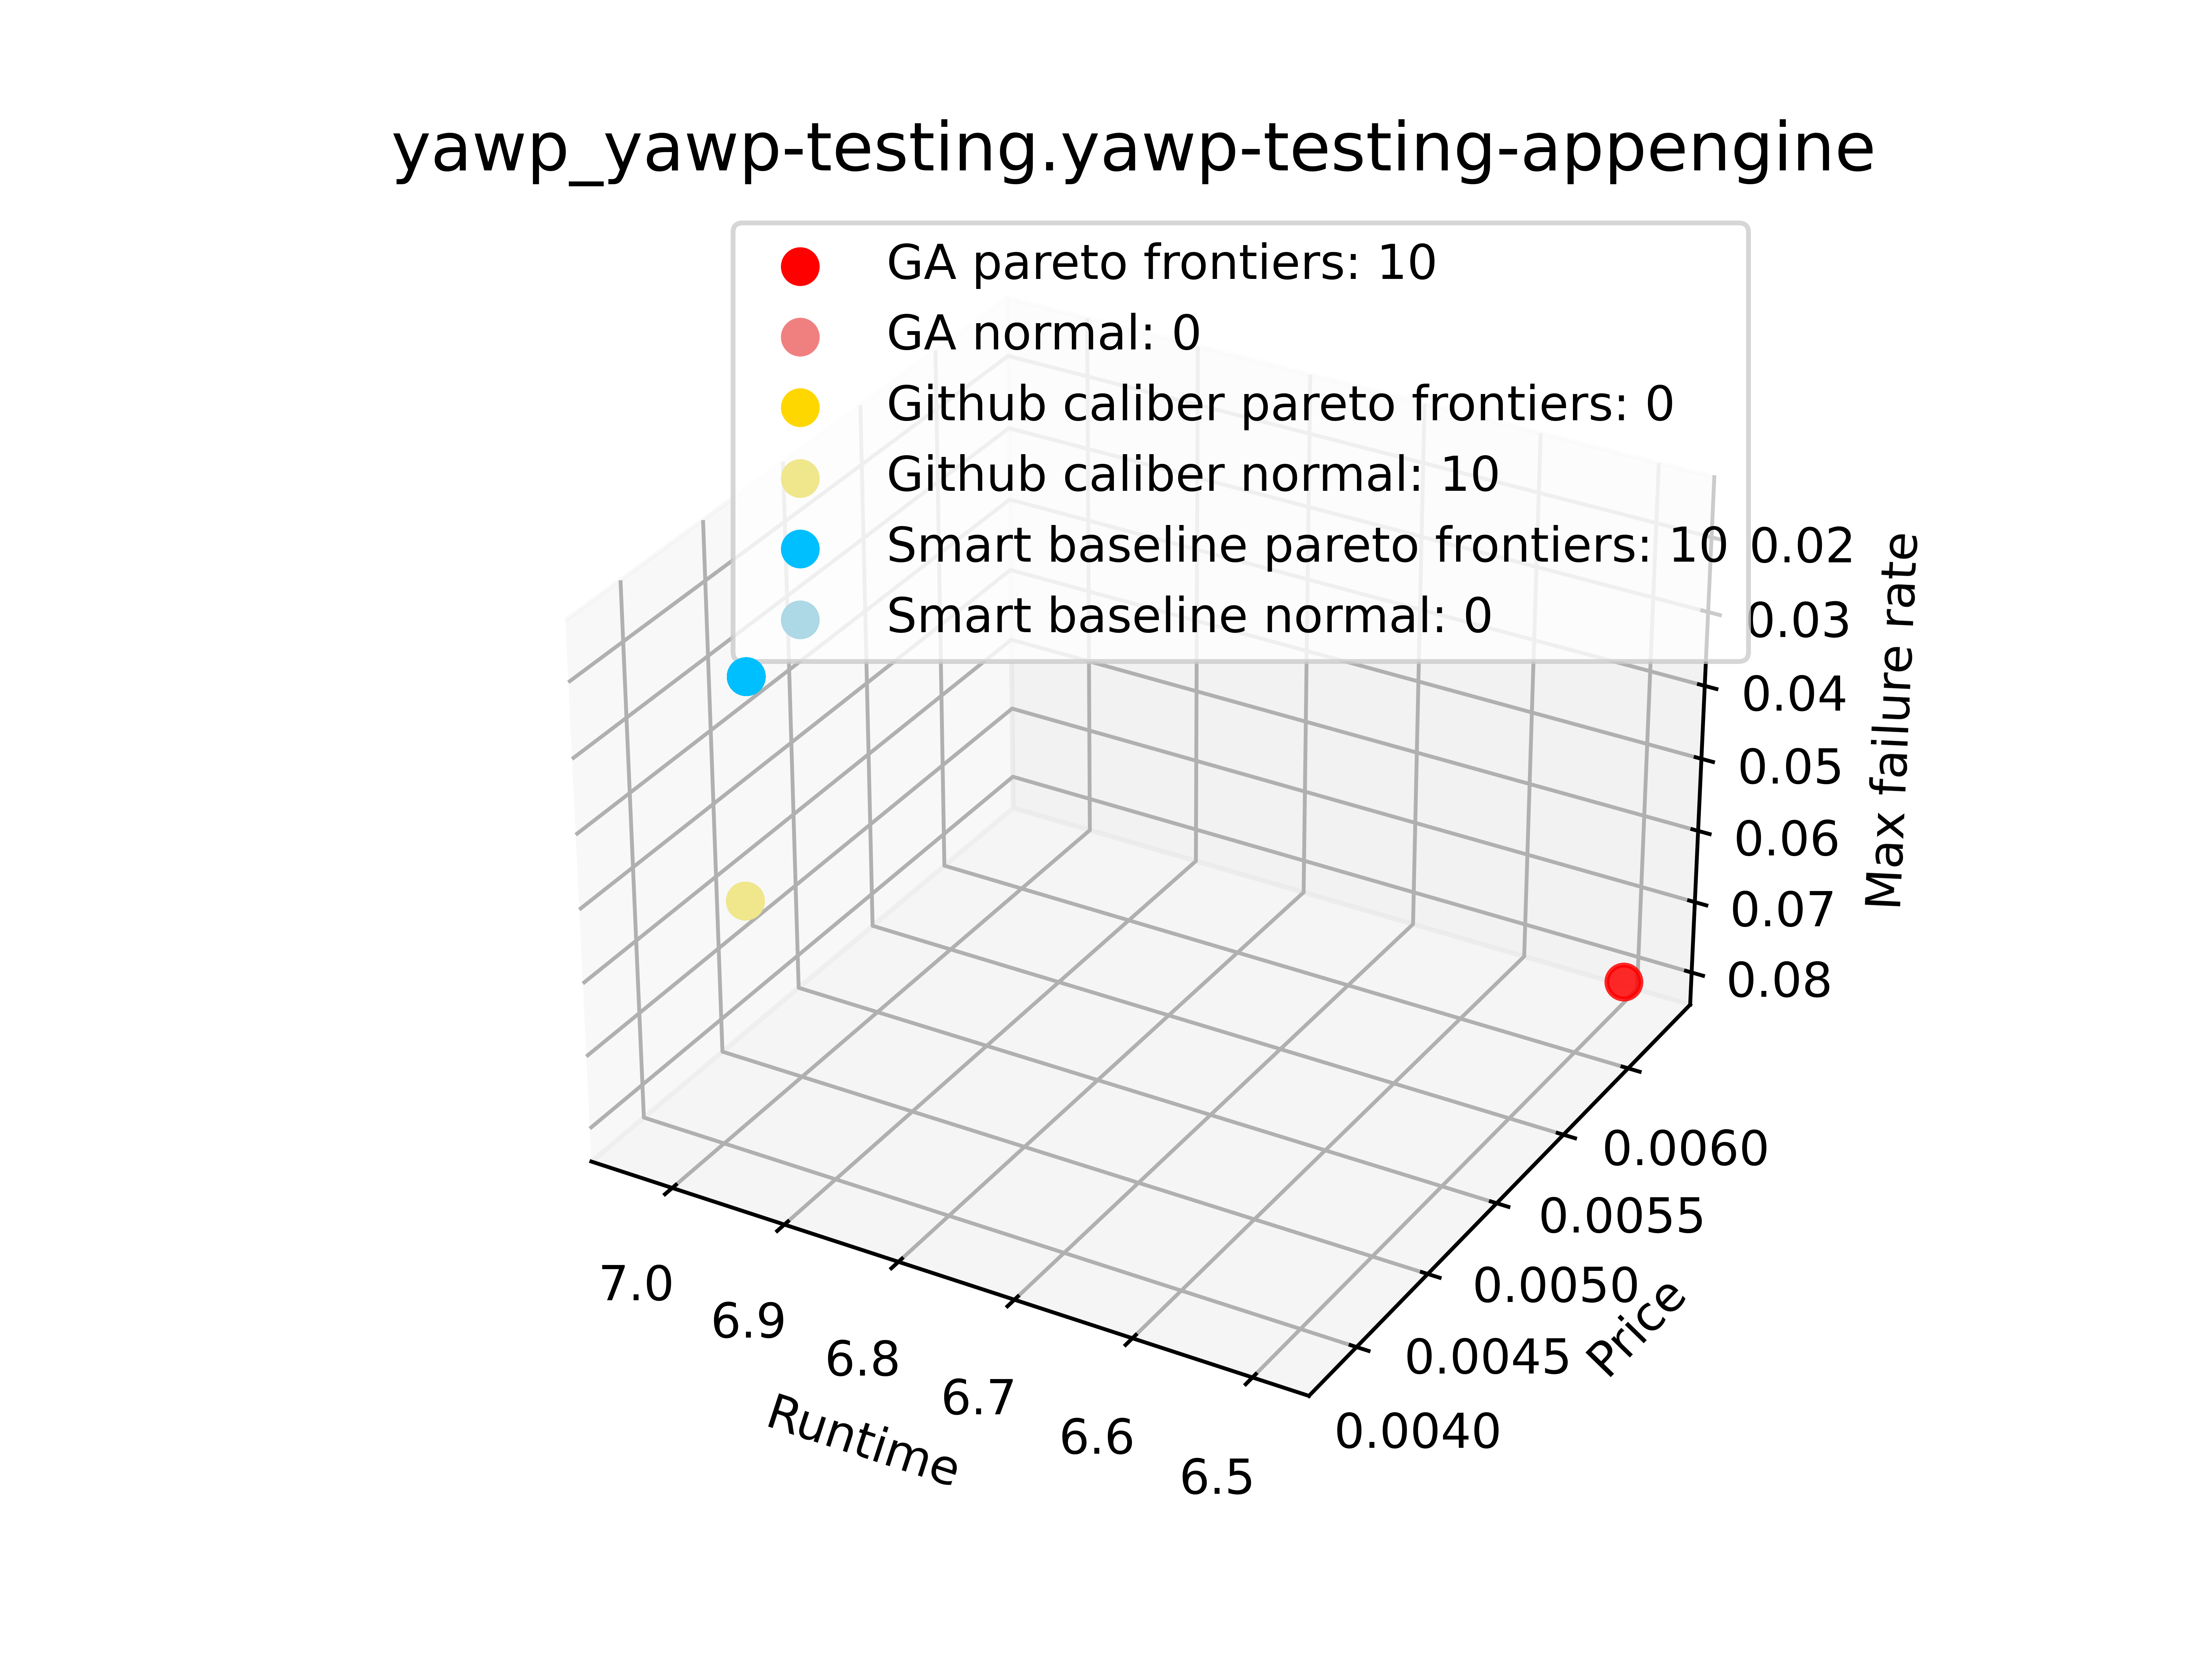 yawp_yawp-testing.yawp-testing-appengine
GA pareto frontiers: 10
GA normal: 0
Github caliber pareto frontiers: 0
Github caliber normal: 10
Smart baseline pareto frontiers: 10
Smart baseline normal: 0
0.02
0.03
0.04
0.05
0.06
0.07
0.08
Max failure rate
0.0060
0.0055
0.0050
0.0045
0.0040
Price
7.0
6.9
6.8
6.7
6.6
6.5
Runtime